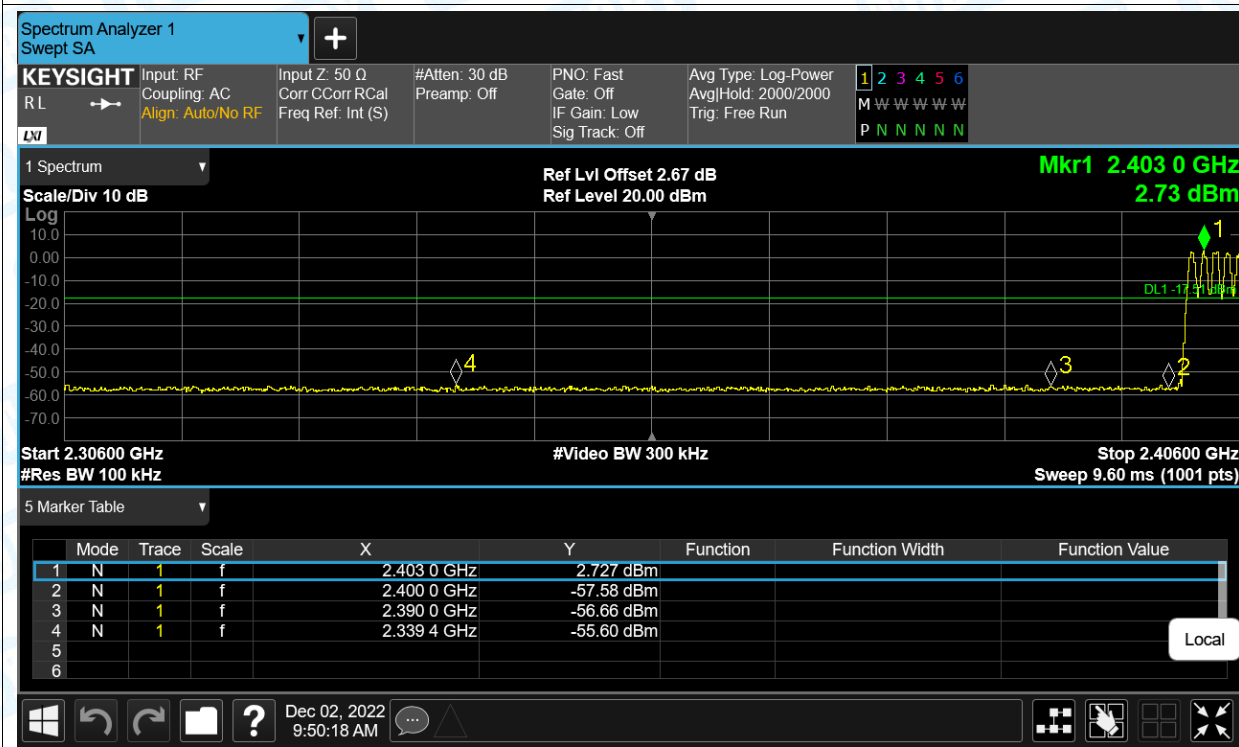 Spectrum Analyzer 1
Swept SA
+
KEYSIGHT
R L
LXI
Input: RF
Coupling: AC
Align: Auto/No RF
Input Z: 50 Ω
Corr CCorr RCal
Freq Ref: Int (S)
#Atten: 30 dB
Preamp: Off
PNO: Fast
Gate: Off
IF Gain: Low
Sig Track: Off
Avg Type: Log-Power
Avg|Hold: 2000/2000
Trig: Free Run
1 2 3 4 5 6
M W W W W W
P N N N N N
1 Spectrum
Scale/Div 10 dB
Ref Lvl Offset 2.67 dB
Ref Level 20.00 dBm
Mkr1 2.403 0 GHz
2.73 dBm
Log
10.0
0.00
-10.0
-20.0
-30.0
-40.0
-50.0
-60.0
-70.0
1
DL1 -17.51 dBm
4
3
2
Start 2.30600 GHz
#Res BW 100 kHz
#Video BW 300 kHz
Stop 2.40600 GHz
Sweep 9.60 ms (1001 pts)
5 Marker Table
Mode Trace Scale X Y Function Function Width Function Value
1 N 1 f 2.403 0 GHz 2.727 dBm
2 N 1 f 2.400 0 GHz -57.58 dBm
3 N 1 f 2.390 0 GHz -56.66 dBm
4 N 1 f 2.339 4 GHz -55.60 dBm
5
6
Local
?
Dec 02, 2022
9:50:18 AM